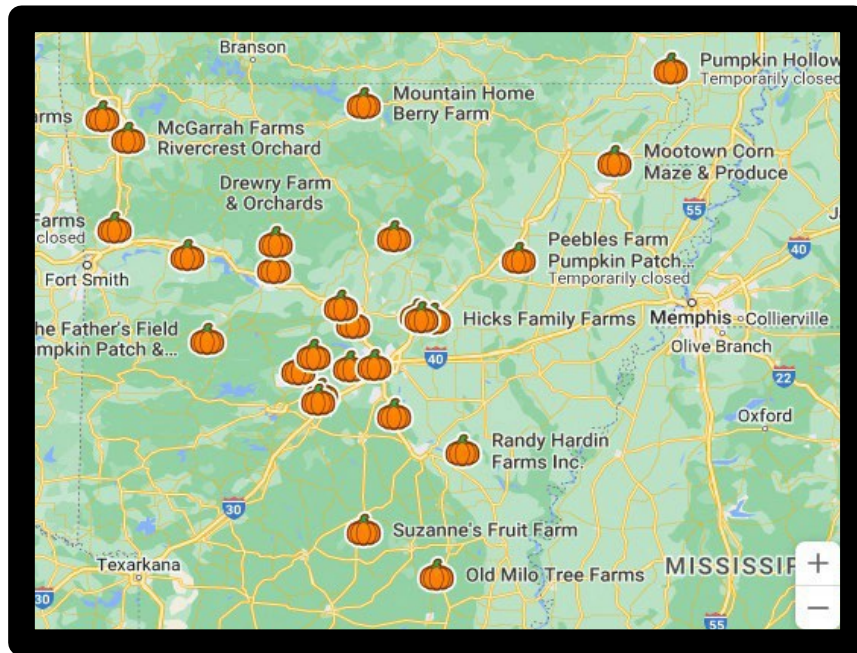 Branson
Pumpkin Hollow
Temporarily closed
Mountain Home
Berry Farm
arms
McGarrah Farms
Rivercrest Orchard
Mootown Corn
Maze & Produce
Drewry Farm
& Orchards
55
Farms
closed
Peebles Farm
Pumpkin Patch...
Temporarily closed
40
J
Fort Smith
he Father's Field
mpkin Patch &...
Hicks Family Farms
Memphis
Collierville
Olive Branch
40
22
Oxford
Randy Hardin
Farms Inc.
30
Suzanne's Fruit Farm
Texarkana
Old Milo Tree Farms
MISSISSIP
+
30
55
−